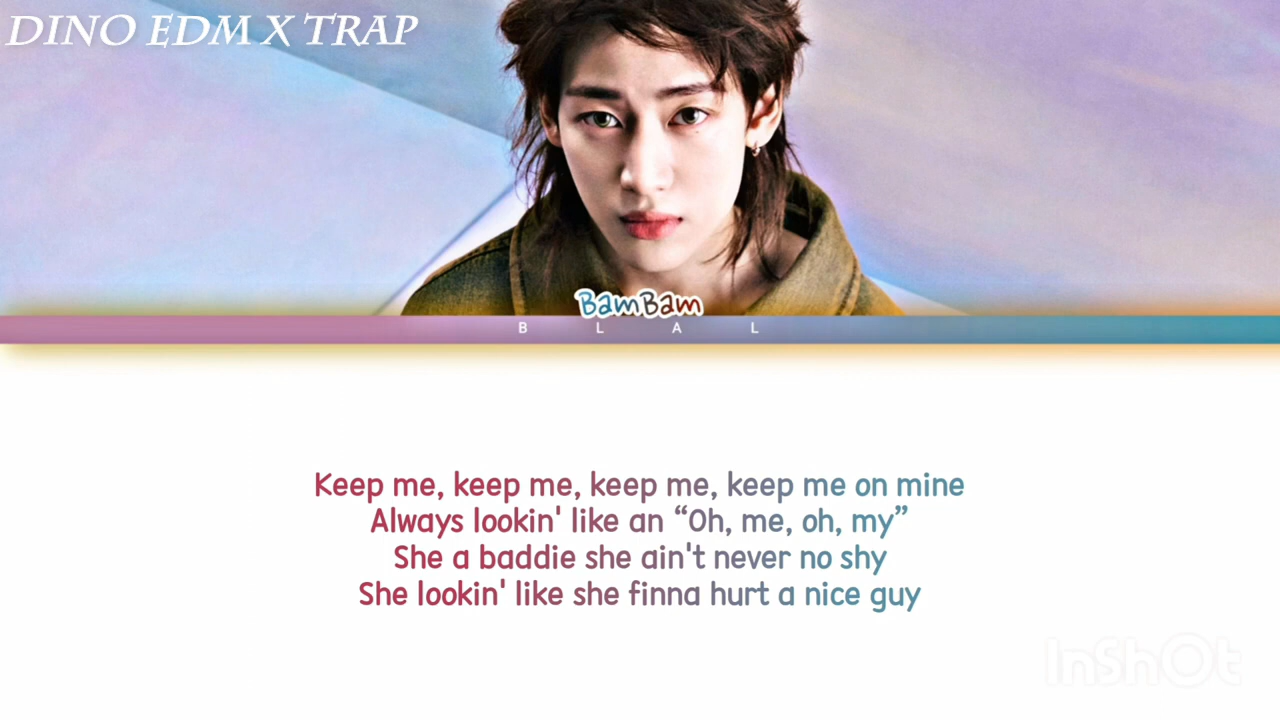 DINO EDM X TRAP
BamBam
B L A L
Keep me, keep me, keep me, keep me on mine
Always lookin' like an “Oh, me, oh, my”
She a baddie she ain't never no shy
She lookin' like she finna hurt a nice guy
InShOt